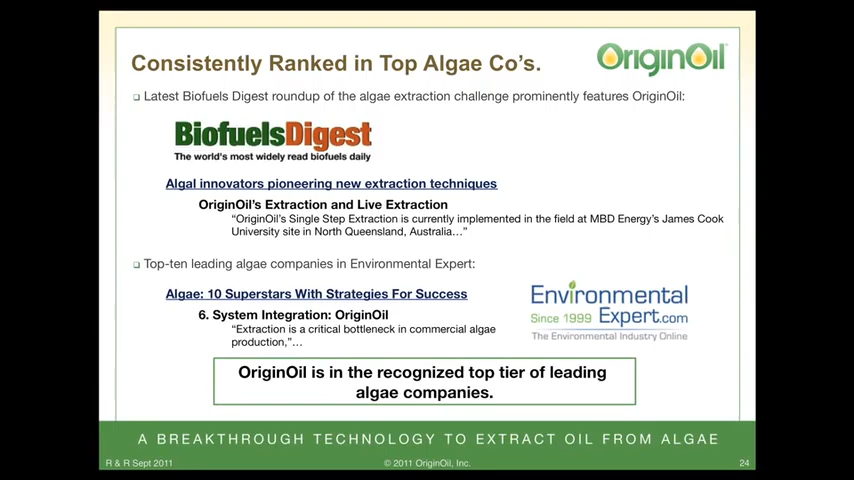 Consistently Ranked in Top Algae Co's.
OriginOil
Latest Biofuels Digest roundup of the algae extraction challenge prominently features OriginOil:
BiofuelsDigest
The world's most widely read biofuels daily
Algal innovators pioneering new extraction techniques
OriginOil's Extraction and Live Extraction
“OriginOil's Single Step Extraction is currently implemented in the field at MBD Energy's James Cook
University site in North Queensland, Australia…”
Top-ten leading algae companies in Environmental Expert:
Algae: 10 Superstars With Strategies For Success
6. System Integration: OriginOil
“Extraction is a critical bottleneck in commercial algae
production,”…
Environmental
Since 1999 Expert.com
The Environmental Industry Online
OriginOil is in the recognized top tier of leading
algae companies.
A BREAKTHROUGH TECHNOLOGY TO EXTRACT OIL FROM ALGAE
R & R Sept 2011
© 2011 OriginOil, Inc.
24